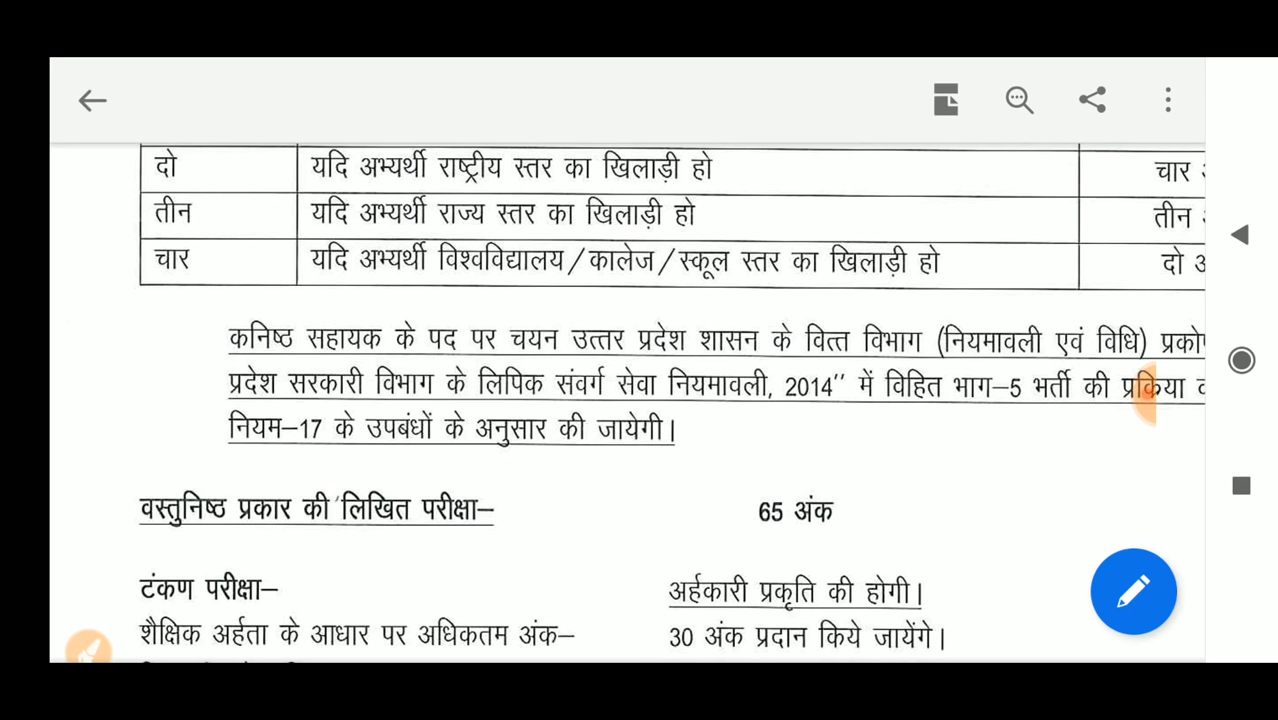 दो यदि अभ्यर्थी राष्ट्रीय स्तर का खिलाड़ी हो चार
तीन यदि अभ्यर्थी राज्य स्तर का खिलाड़ी हो तीन
चार यदि अभ्यर्थी विश्वविद्यालय/कालेज/स्कूल स्तर का खिलाड़ी हो दो
कनिष्ठ सहायक के पद पर चयन उत्तर प्रदेश शासन के वित्त विभाग (नियमावली एवं विधि)
प्रदेश सरकारी विभाग के लिपिक संवर्ग सेवा नियमावली, 2014'' में विहित भाग–5 भर्ती की प्रकिया
नियम–17 के उपबंधों के अनुसार की जायेगी।
वस्तुनिष्ठ प्रकार की लिखित परीक्षा– 65 अंक
टंकण परीक्षा– अर्हकारी प्रकृति की होगी।
शैक्षिक अर्हता के आधार पर अधिकतम अंक– 30 अंक प्रदान किये जायेंगे।